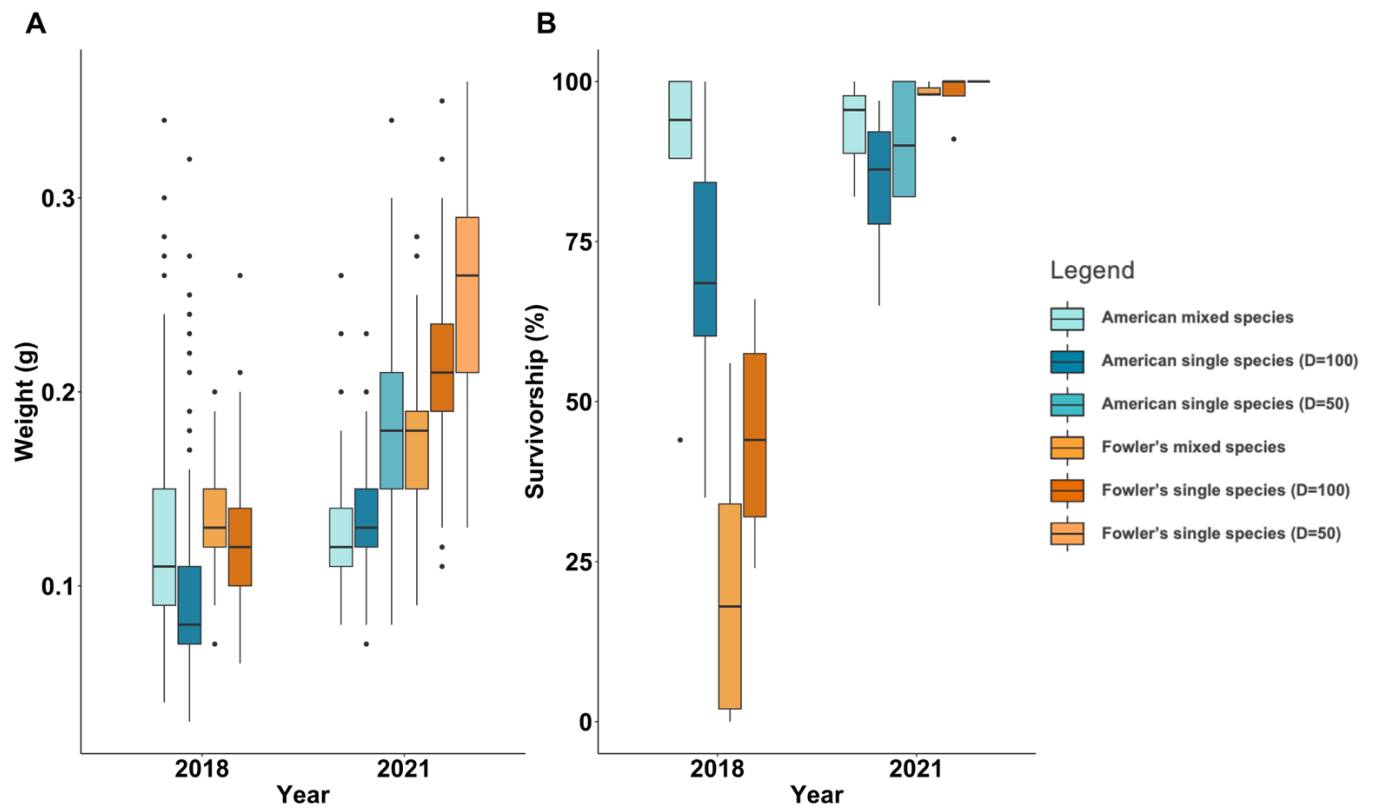 A
B
Weight (g)
0.3
0.2
0.1
2018
2021
Year
Survivorship (%)
100
75
50
25
0
2018
2021
Year
Legend
American mixed species
American single species (D=100)
American single species (D=50)
Fowler's mixed species
Fowler's single species (D=100)
Fowler's single species (D=50)